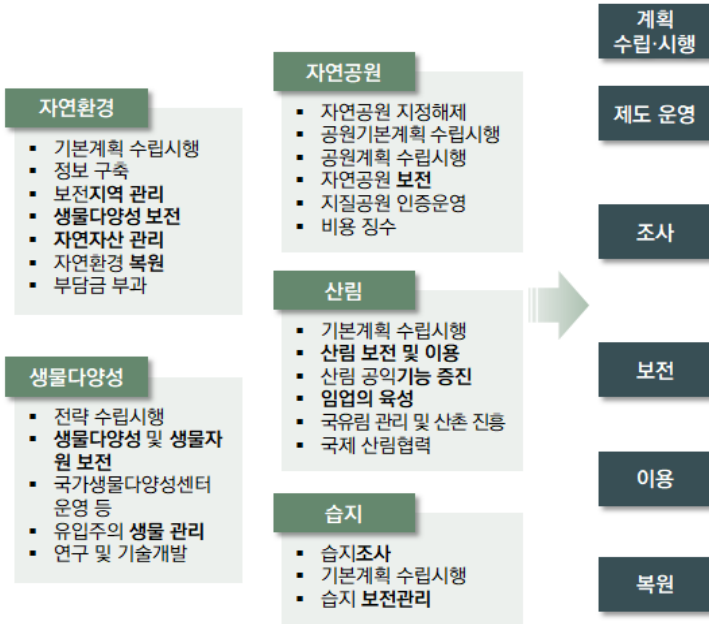 자연환경
▪ 기본계획 수립시행
▪ 정보 구축
▪ 보전지역 관리
▪ 생물다양성 보전
▪ 자연자산 관리
▪ 자연환경 복원
▪ 부담금 부과
생물다양성
▪ 전략 수립시행
▪ 생물다양성 및 생물자
원 보전
▪ 국가생물다양성센터
운영 등
▪ 유입주의 생물 관리
▪ 연구 및 기술개발
자연공원
▪ 자연공원 지정해제
▪ 공원기본계획 수립시행
▪ 공원계획 수립시행
▪ 자연공원 보전
▪ 지질공원 인증운영
▪ 비용 징수
산림
▪ 기본계획 수립시행
▪ 산림 보전 및 이용
▪ 산림 공익기능 증진
▪ 임업의 육성
▪ 국유림 관리 및 산촌 진흥
▪ 국제 산림협력
습지
▪ 습지조사
▪ 기본계획 수립시행
▪ 습지 보전관리
계획
수립·시행
제도 운영
조사
보전
이용
복원